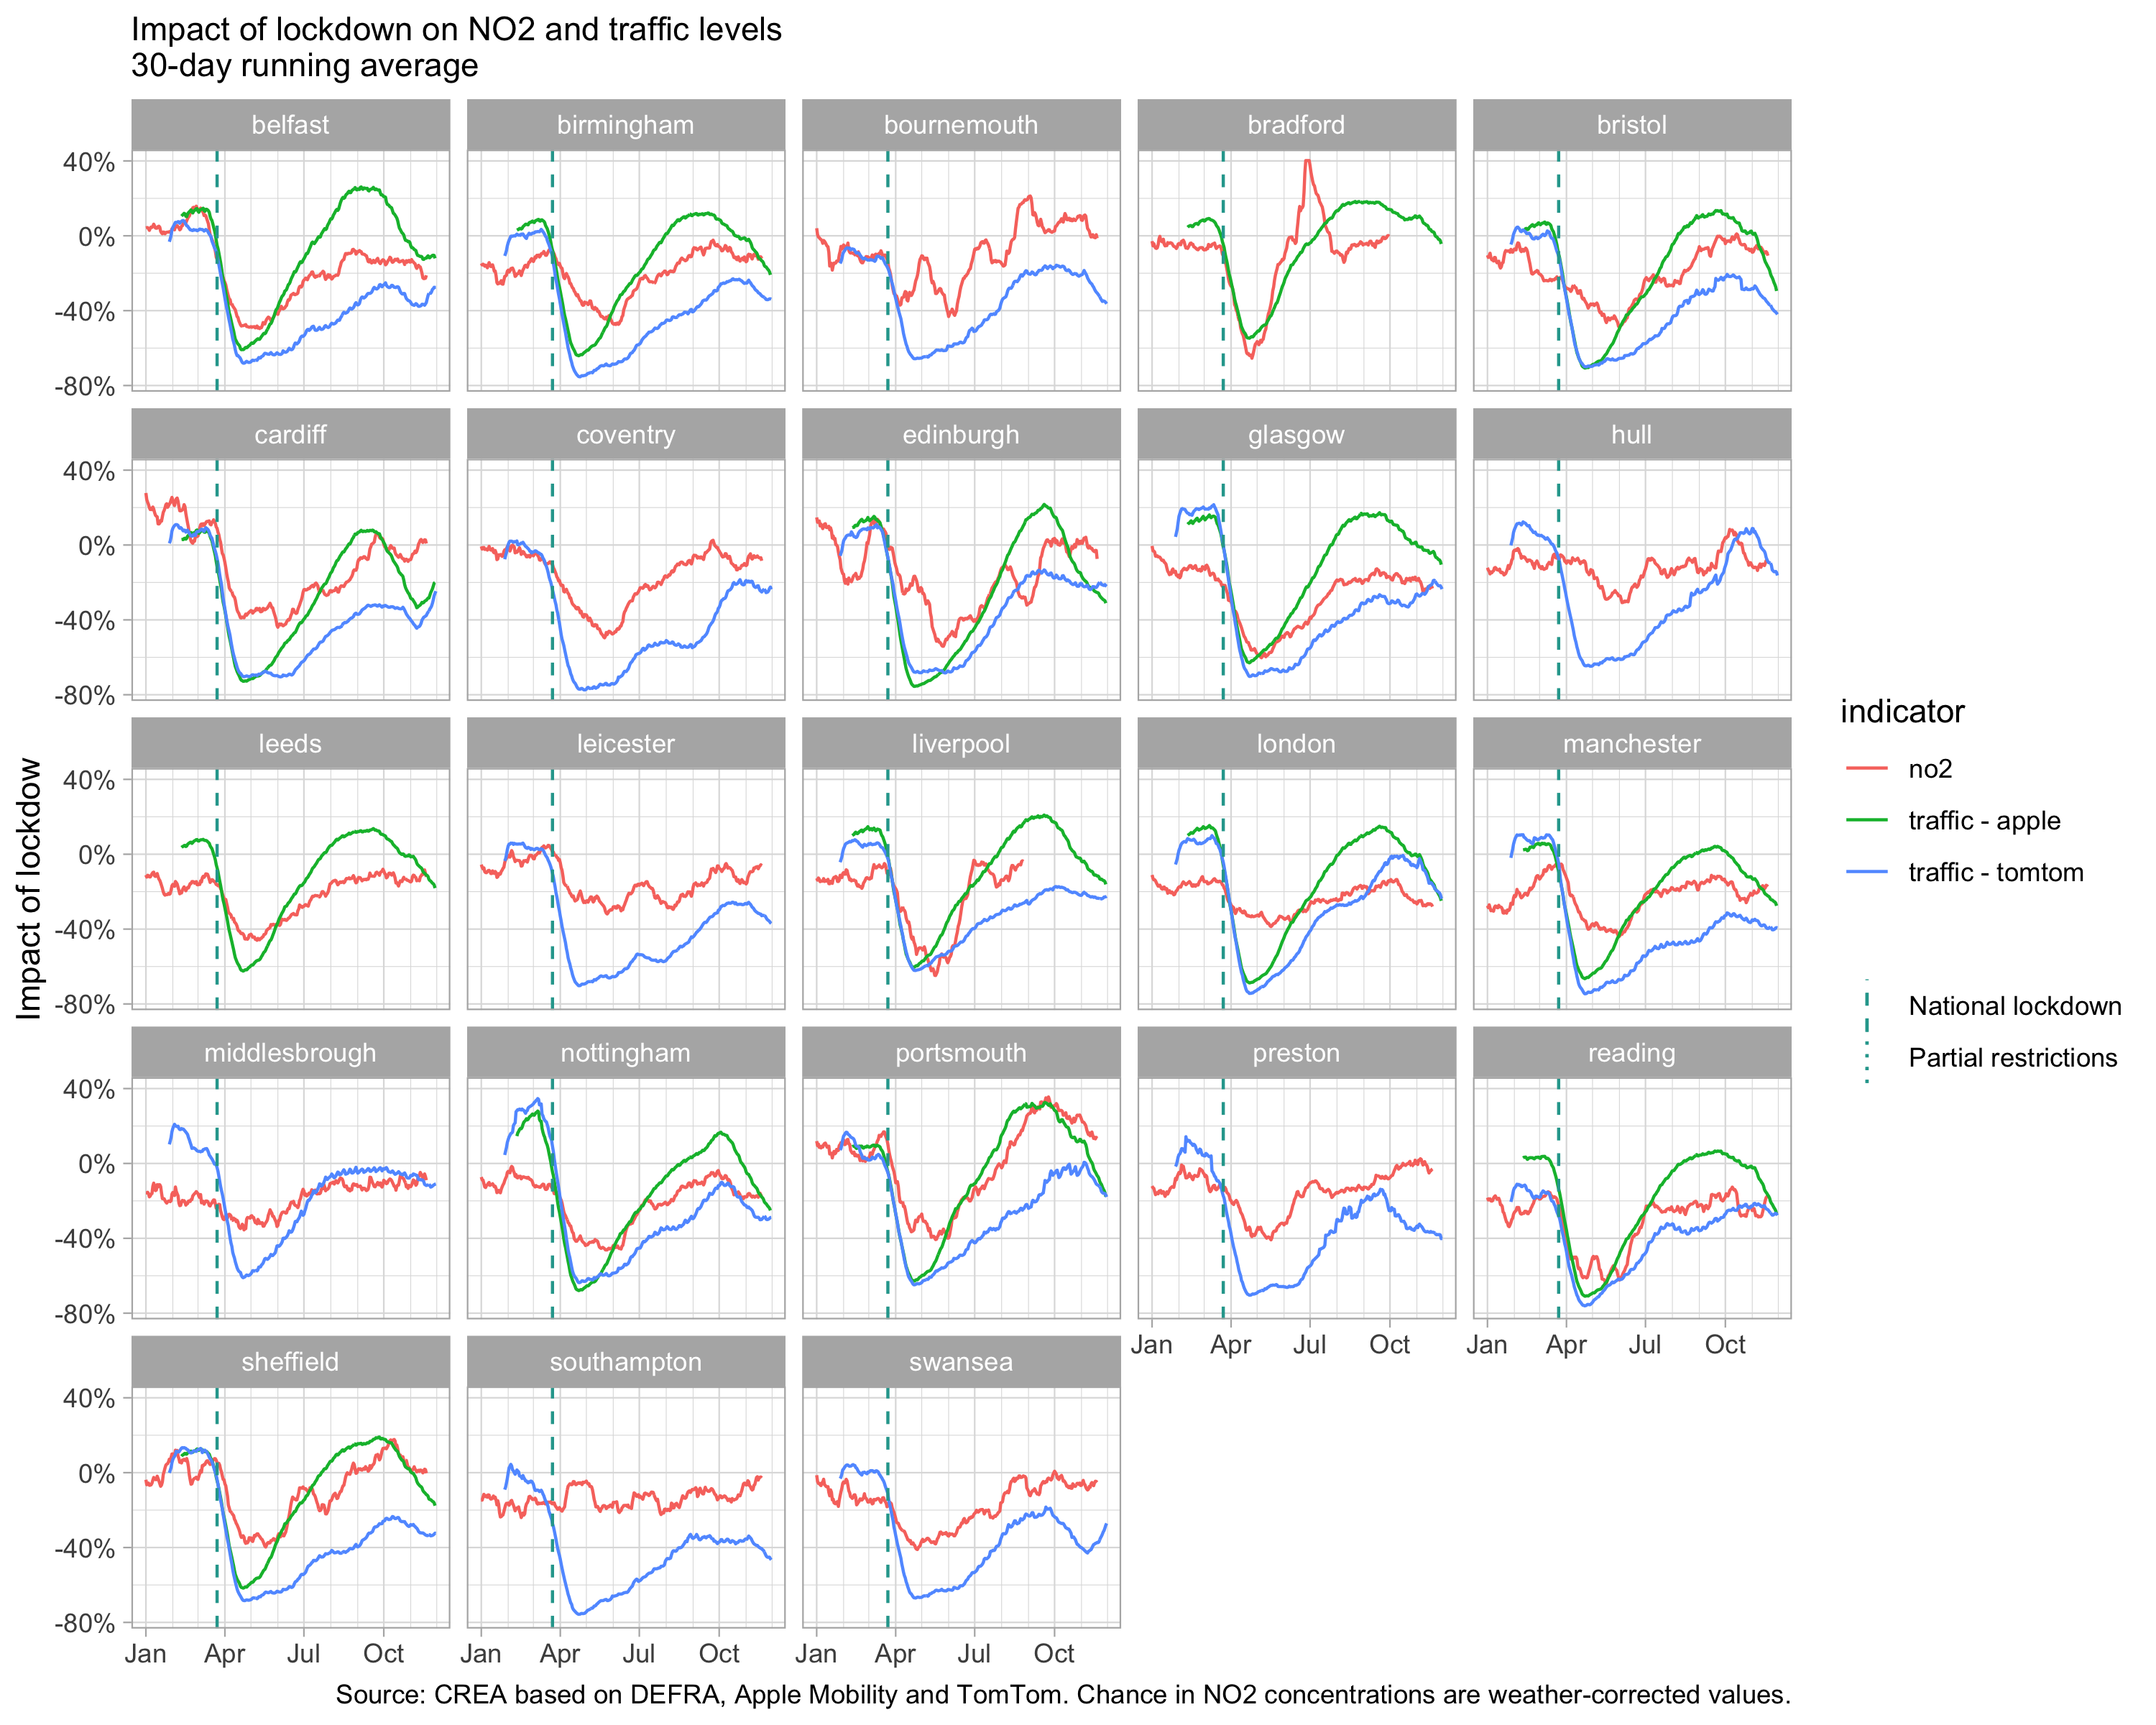 Impact of lockdown on NO2 and traffic levels
30-day running average
belfast birmingham bournemouth bradford bristol
40%
0%
-40%
-80%
cardiff coventry edinburgh glasgow hull
40%
0%
-40%
-80%
leeds leicester liverpool london manchester
40%
0%
-40%
-80%
middlesbrough nottingham portsmouth preston reading
40%
0%
-40%
-80%
Jan Apr Jul Oct Jan Apr Jul Oct
sheffield southampton swansea
40%
0%
-40%
-80%
Jan Apr Jul Oct Jan Apr Jul Oct Jan Apr Jul Oct
Impact of lockdow
indicator
no2
traffic - apple
traffic - tomtom
National lockdown
Partial restrictions
Source: CREA based on DEFRA, Apple Mobility and TomTom. Chance in NO2 concentrations are weather-corrected values.